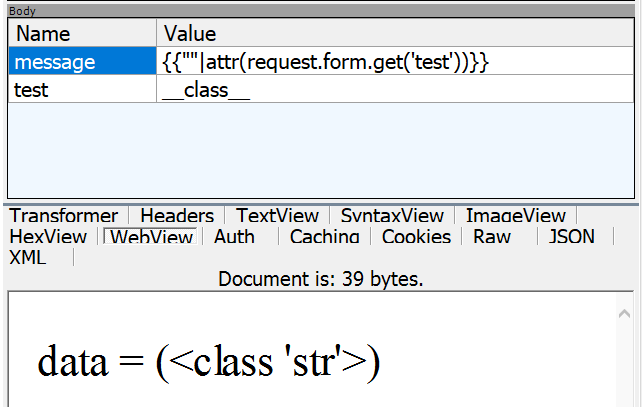 Body
Name Value
message {{""|attr(request.form.get('test'))}}
test __class__
Transformer Headers TextView SyntaxView ImageView
HexView WebView Auth Caching Cookies Raw JSON
XML
Document is: 39 bytes.
data = (<class 'str'>)